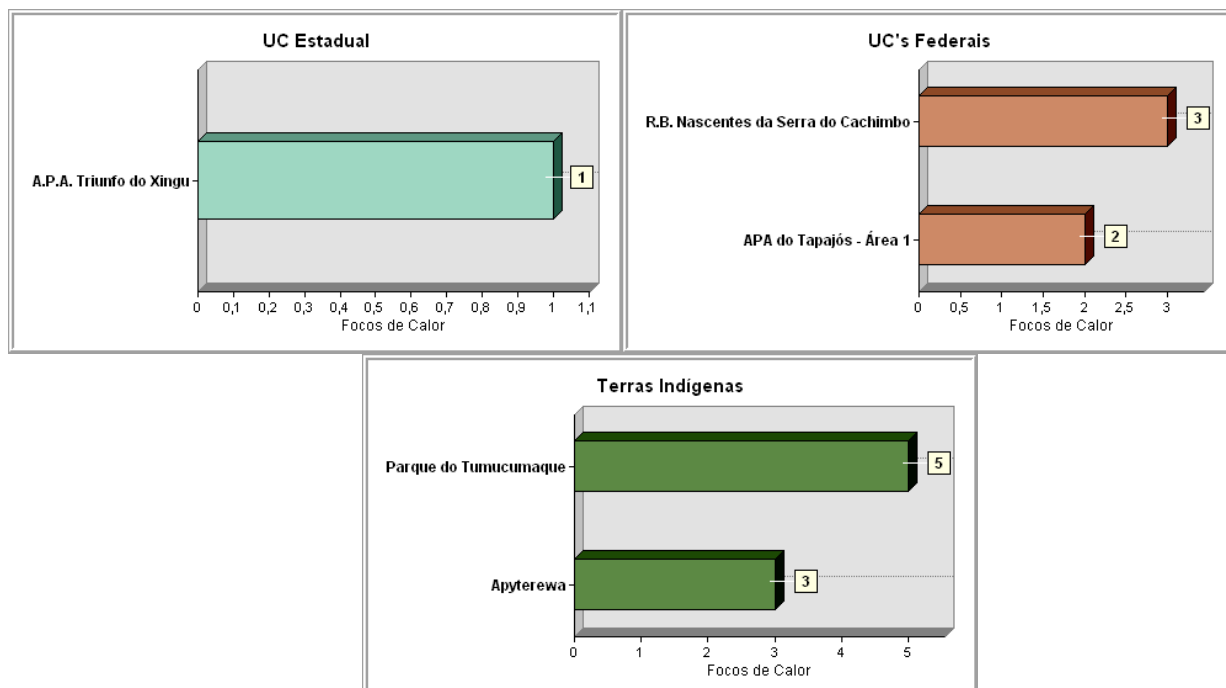 UC Estadual
A.P.A. Triunfo do Xingu
1
0 0,1 0,2 0,3 0,4 0,5 0,6 0,7 0,8 0,9 1 1,1
Focos de Calor
UC's Federais
R.B. Nascentes da Serra do Cachimbo
3
APA do Tapajós - Área 1
2
0 0,5 1 1,5 2 2,5 3
Focos de Calor
Terras Indígenas
Parque do Tumucumaque
5
Apyterewa
3
0 1 2 3 4 5
Focos de Calor